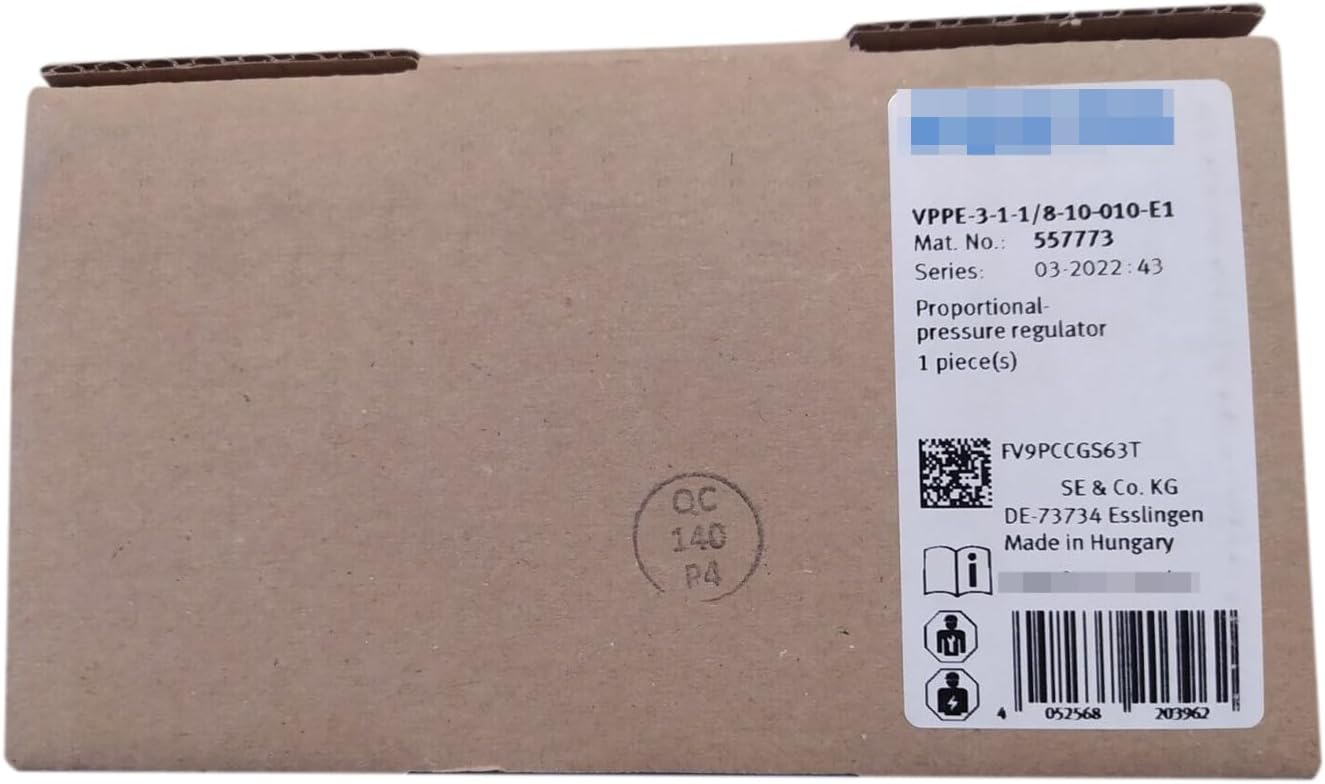 VPPE-3-1-1/8-10-010-E1
Mat. No.: 557773
Series: 03-2022:43
Proportional-
pressure regulator
1 piece(s)
FV9PCCGS63T
SE & Co. KG
DE-73734 Esslingen
Made in Hungary
4 052568 203962
QC
140
P4